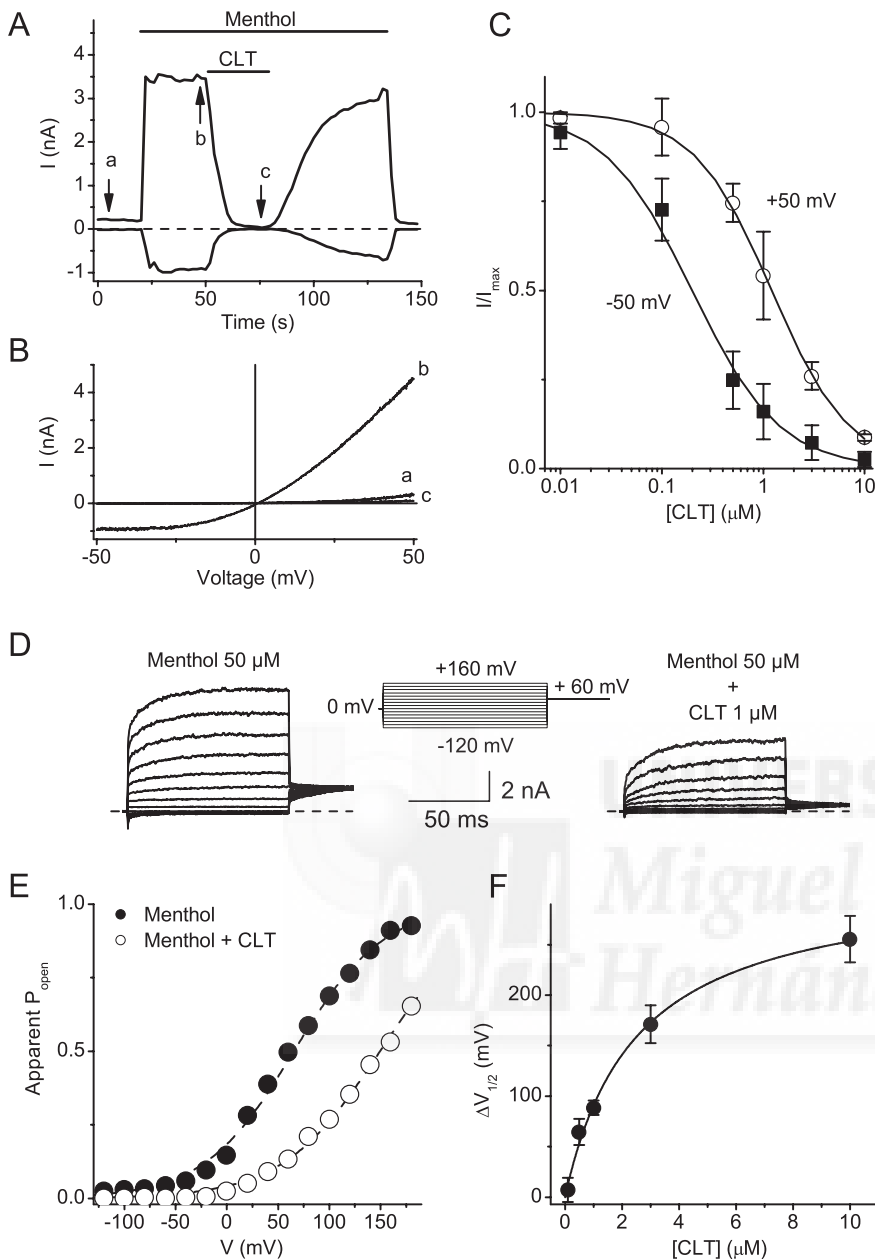 A
Menthol
CLT
a
b
c
I (nA)
4
3
2
1
0
-1
0
50
100
150
Time (s)
B
I (nA)
4
2
0
b
a
c
-50
0
50
Voltage (mV)
C
I/Imax
1.0
0.5
0.0
+50 mV
-50 mV
0.01
0.1
1
10
[CLT] (μM)
D
Menthol 50 μM
+160 mV
0 mV
+ 60 mV
-120 mV
2 nA
50 ms
Menthol 50 μM
+
CLT 1 μM
Miguel
Hernán
E
Menthol
Menthol + CLT
Apparent Popen
1.0
0.5
0.0
-100
-50
0
50
100
150
V (mV)
F
ΔV1/2 (mV)
200
100
0
0
2
4
6
8
10
[CLT] (μM)